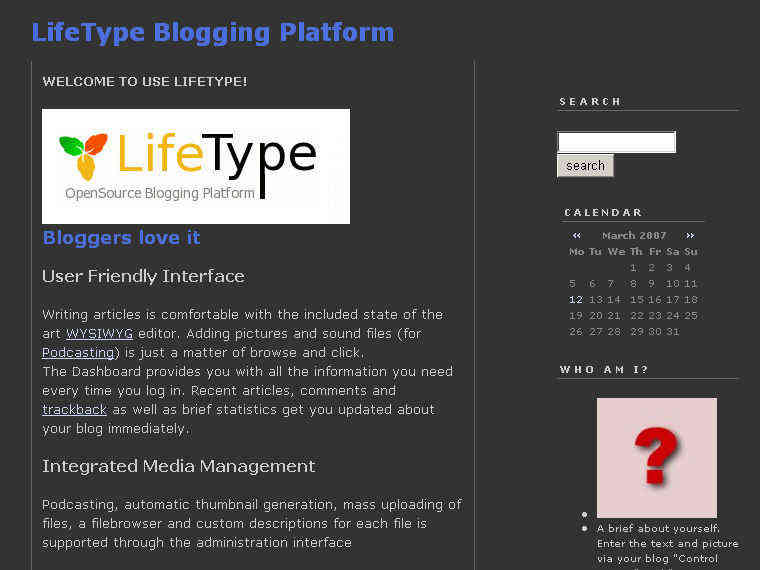 LifeType Blogging Platform
WELCOME TO USE LIFETYPE!
LifeType
OpenSource Blogging Platform
Bloggers love it
User Friendly Interface
Writing articles is comfortable with the included state of the
art WYSIWYG editor. Adding pictures and sound files (for
Podcasting) is just a matter of browse and click.
The Dashboard provides you with all the information you need
every time you log in. Recent articles, comments and
trackback as well as brief statistics get you updated about
your blog immediately.
Integrated Media Management
Podcasting, automatic thumbnail generation, mass uploading of
files, a filebrowser and custom descriptions for each file is
supported through the administration interface
SEARCH
search
CALENDAR
« March 2007 »
Mo Tu We Th Fr Sa Su
1 2 3 4
5 6 7 8 9 10 11
12 13 14 15 16 17 18
19 20 21 22 23 24 25
26 27 28 29 30 31
WHO AM I?
?
A brief about yourself.
Enter the text and picture
via your blog "Control